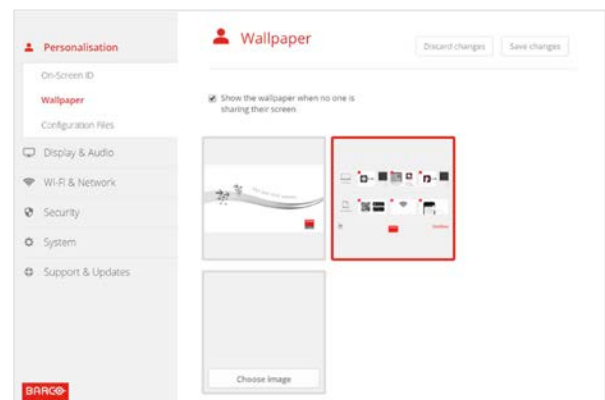 Personalisation
On-Screen ID
Wallpaper
Configuration Files
Display & Audio
Wi-Fi & Network
Security
System
Support & Updates
BARCO
Wallpaper
Discard changes
Save changes
Show the wallpaper when no one is
sharing their screen
Choose image